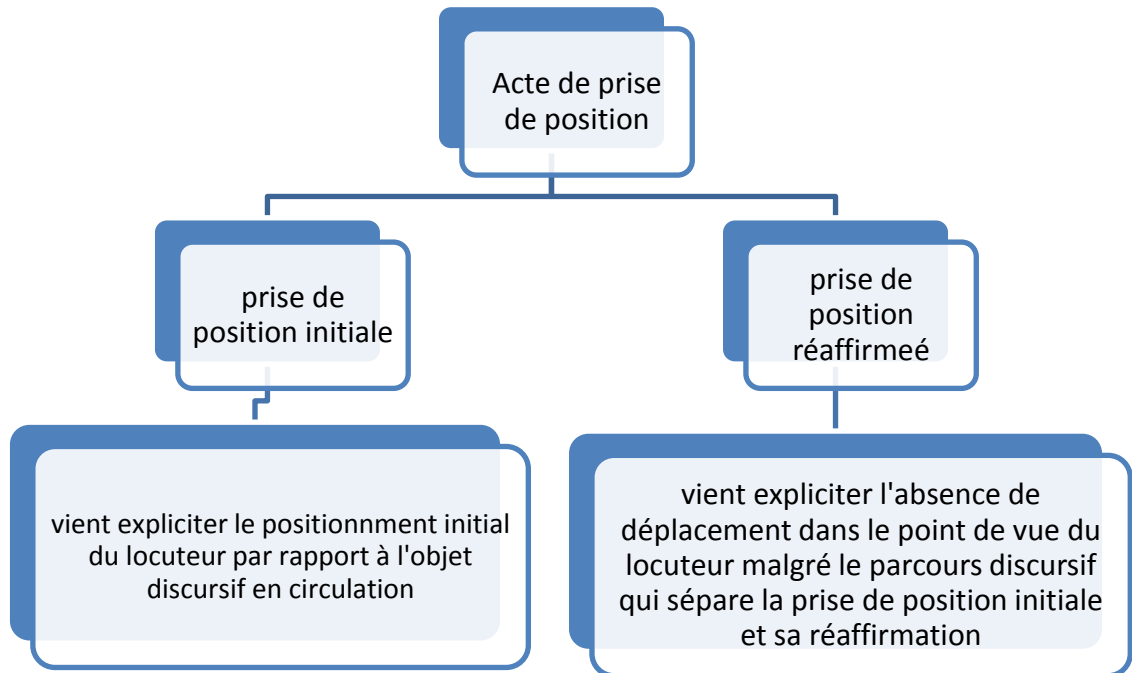 Acte de prise
de position
prise de
position initiale
prise de
position
réaffirmeé
vient expliciter le positionnment initial
du locuteur par rapport à l'objet
discursif en circulation
vient expliciter l'absence de
déplacement dans le point de vue du
locuteur malgré le parcours discursif
qui sépare la prise de position initiale
et sa réaffirmation